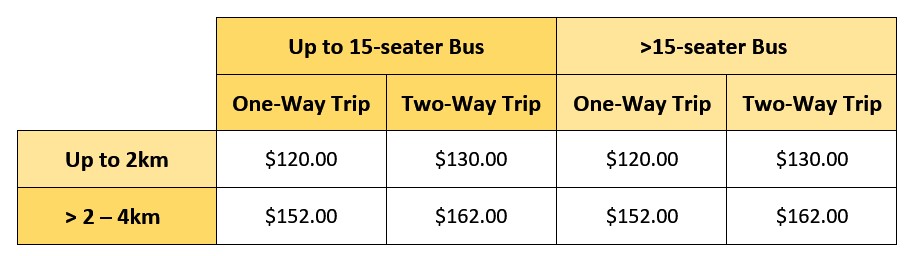 Up to 15-seater Bus >15-seater Bus
One-Way Trip Two-Way Trip One-Way Trip Two-Way Trip
Up to 2km $120.00 $130.00 $120.00 $130.00
> 2 – 4km $152.00 $162.00 $152.00 $162.00